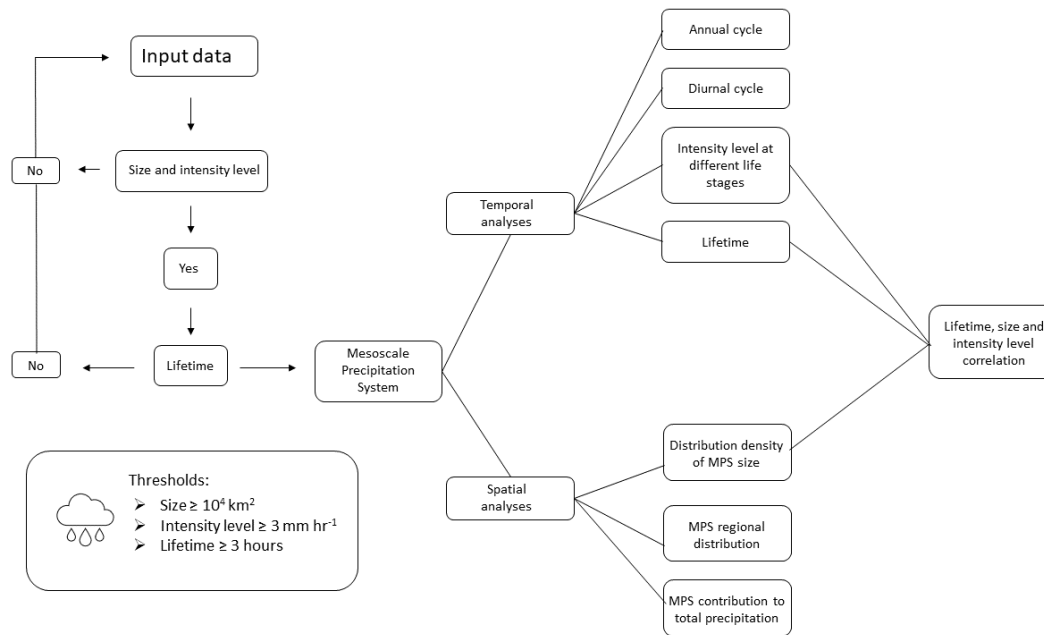 Input data
Size and intensity level
No
Yes
Lifetime
No
Mesoscale
Precipitation
System
Thresholds:
➢ Size ≥ 10⁴ km²
➢ Intensity level ≥ 3 mm hr⁻¹
➢ Lifetime ≥ 3 hours
Temporal
analyses
Spatial
analyses
Annual cycle
Diurnal cycle
Intensity level at
different life
stages
Lifetime
Distribution density
of MPS size
MPS regional
distribution
MPS contribution to
total precipitation
Lifetime, size and
intensity level
correlation